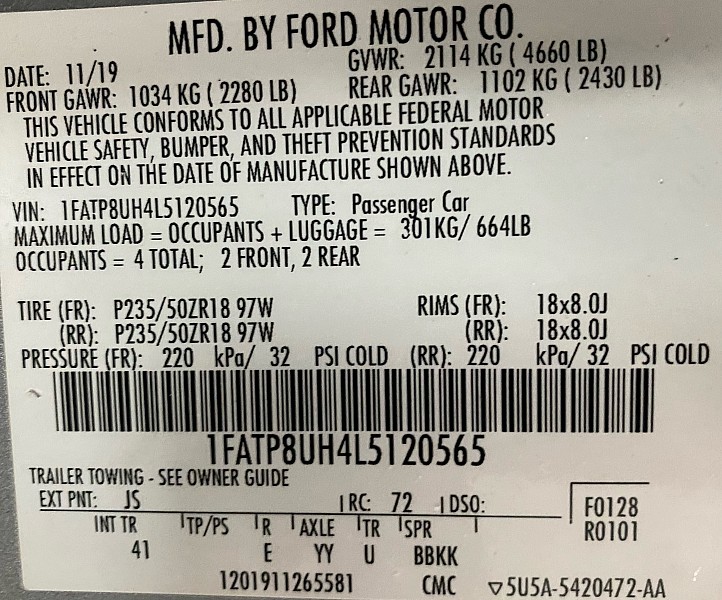 MFD. BY FORD MOTOR CO.
DATE: 11/19 GVWR: 2114 KG ( 4660 LB)
FRONT GAWR: 1034 KG ( 2280 LB) REAR GAWR: 1102 KG ( 2430 LB)
THIS VEHICLE CONFORMS TO ALL APPLICABLE FEDERAL MOTOR
VEHICLE SAFETY, BUMPER, AND THEFT PREVENTION STANDARDS
IN EFFECT ON THE DATE OF MANUFACTURE SHOWN ABOVE.
VIN: 1FATP8UH4L5120565 TYPE: Passenger Car
MAXIMUM LOAD = OCCUPANTS + LUGGAGE = 301KG/ 664LB
OCCUPANTS = 4 TOTAL; 2 FRONT, 2 REAR
TIRE (FR): P235/50ZR18 97W RIMS (FR): 18x8.0J
(RR): P235/50ZR18 97W (RR): 18x8.0J
PRESSURE (FR): 220 kPa/ 32 PSI COLD (RR): 220 kPa/ 32 PSI COLD
1FATP8UH4L5120565
TRAILER TOWING - SEE OWNER GUIDE
EXT PNT: JS RC: 72 DSO: F0128
INT TR TP/PS R AXLE TR SPR R0101
41 E YY U BBKK
1201911265581 CMC ▽5U5A-5420472-AA